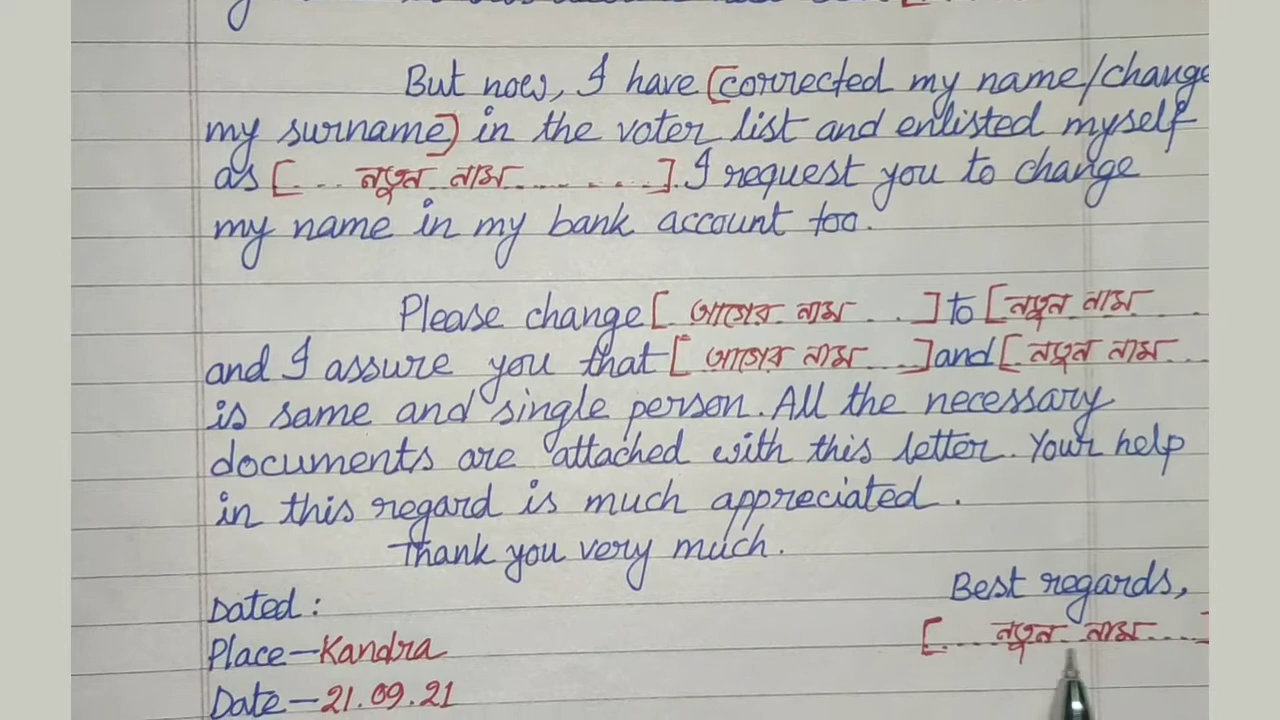 But now, I have [corrected my name/change
my surname] in the voter list and enlisted myself
as [... নতুন নাম .......]. I request you to change
my name in my bank account too.
Please change [ আগের নাম ...] to [নতুন নাম ...
and I assure you that [ আগের নাম ...] and [ নতুন নাম ...
is same and single person. All the necessary
documents are attached with this letter. Your help
in this regard is much appreciated.
Thank you very much.
Best regards,
[.... নতুন নাম ....]
Dated :
Place-Kandra
Date-21.09.21